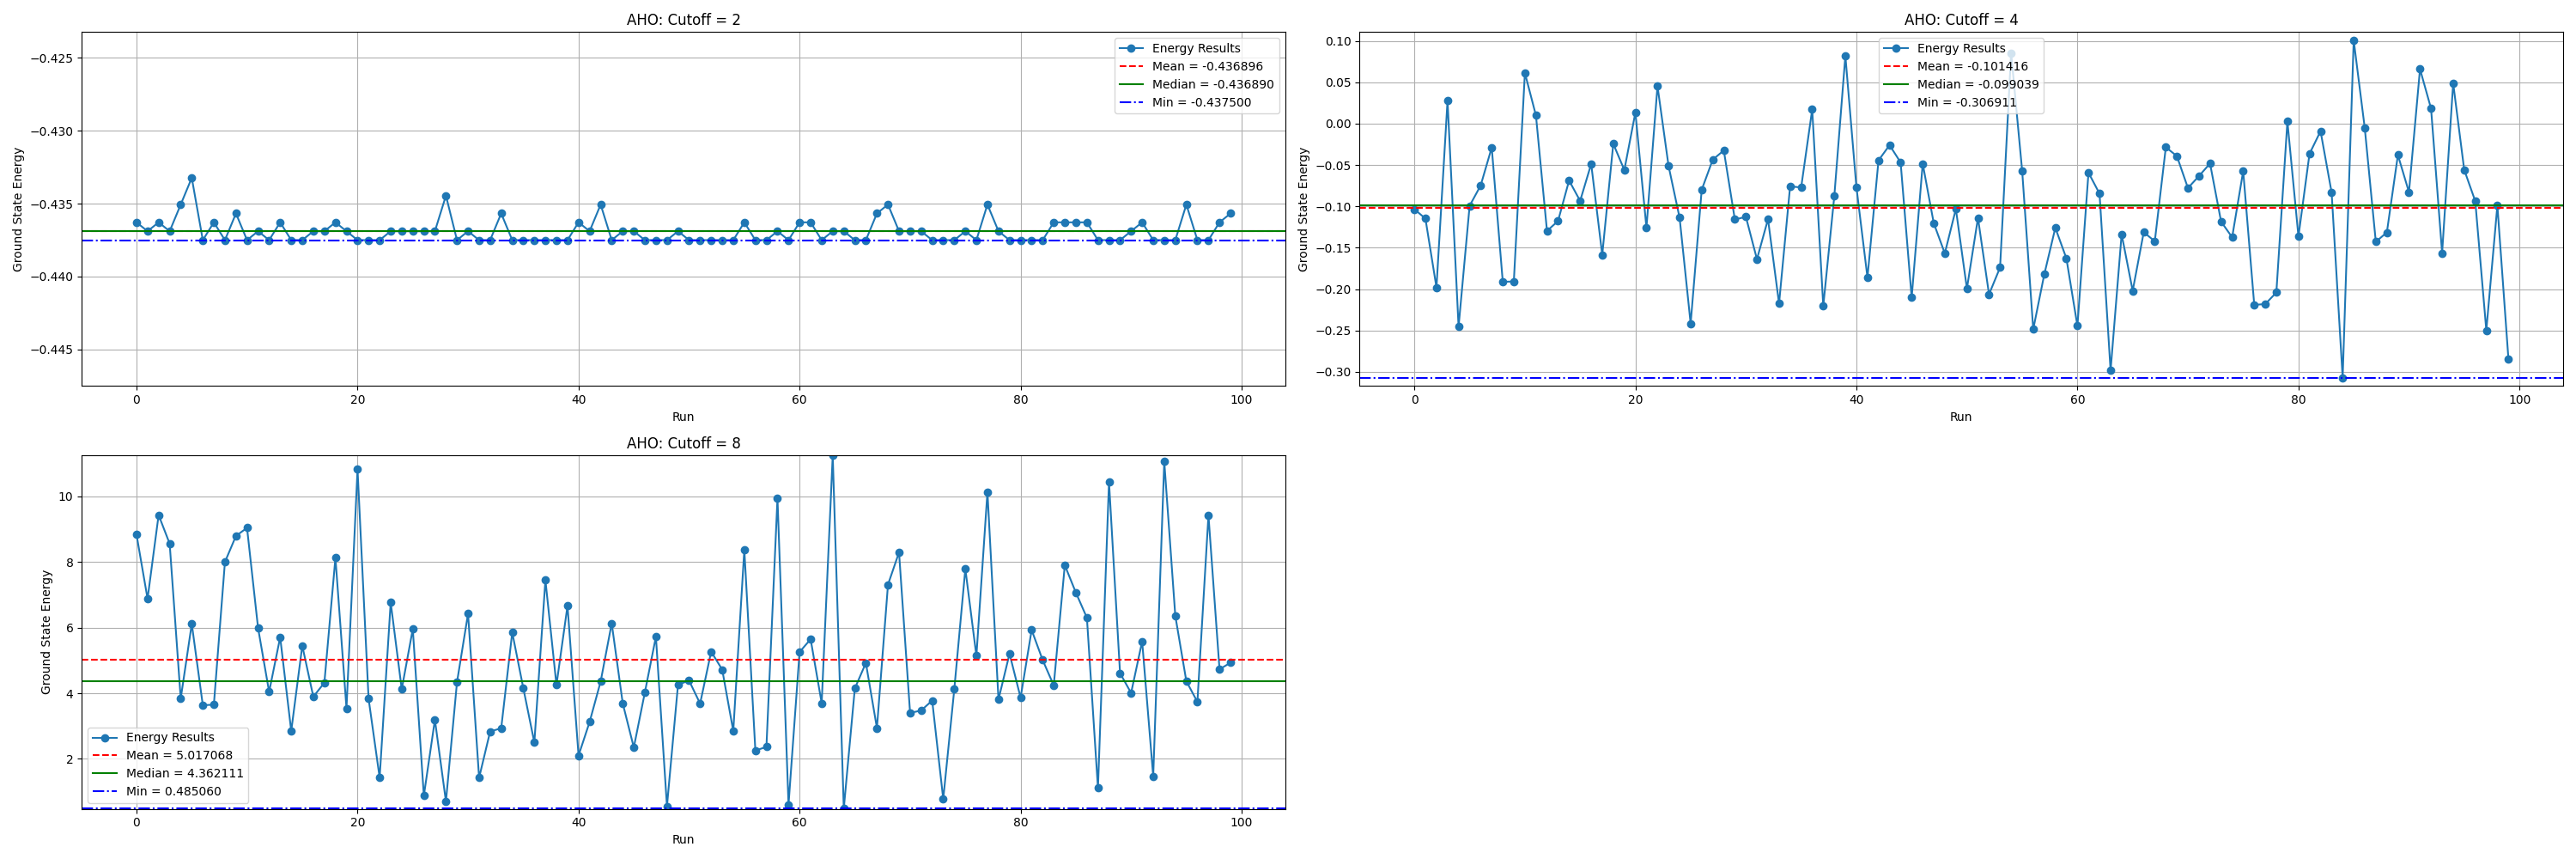 AHO: Cutoff = 2
Ground State Energy
−0.425
−0.430
−0.435
−0.440
−0.445
Energy Results
Mean = -0.436896
Median = -0.436890
Min = -0.437500
0 20 40 60 80 100
Run
AHO: Cutoff = 4
Ground State Energy
0.10
0.05
0.00
−0.05
−0.10
−0.15
−0.20
−0.25
−0.30
Energy Results
Mean = -0.101416
Median = -0.099039
Min = -0.306911
0 20 40 60 80 100
Run
AHO: Cutoff = 8
Ground State Energy
10
8
6
4
2
Energy Results
Mean = 5.017068
Median = 4.362111
Min = 0.485060
0 20 40 60 80 100
Run